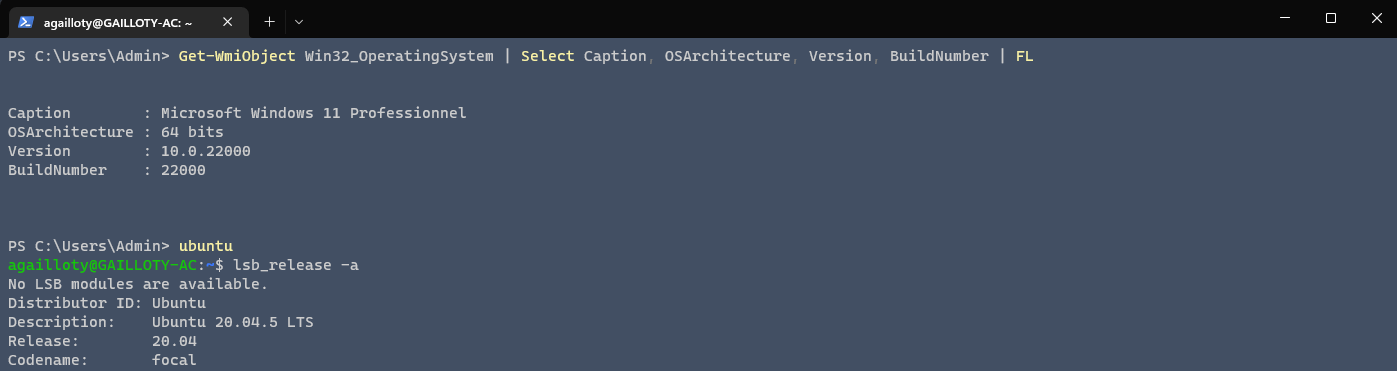 agailloty@GAILLOTY-AC: ~
PS C:\Users\Admin> Get-WmiObject Win32_OperatingSystem | Select Caption, OSArchitecture, Version, BuildNumber | FL
Caption        : Microsoft Windows 11 Professionnel
OSArchitecture : 64 bits
Version        : 10.0.22000
BuildNumber    : 22000
PS C:\Users\Admin> ubuntu
agailloty@GAILLOTY-AC:~$ lsb_release -a
No LSB modules are available.
Distributor ID: Ubuntu
Description:    Ubuntu 20.04.5 LTS
Release:        20.04
Codename:       focal